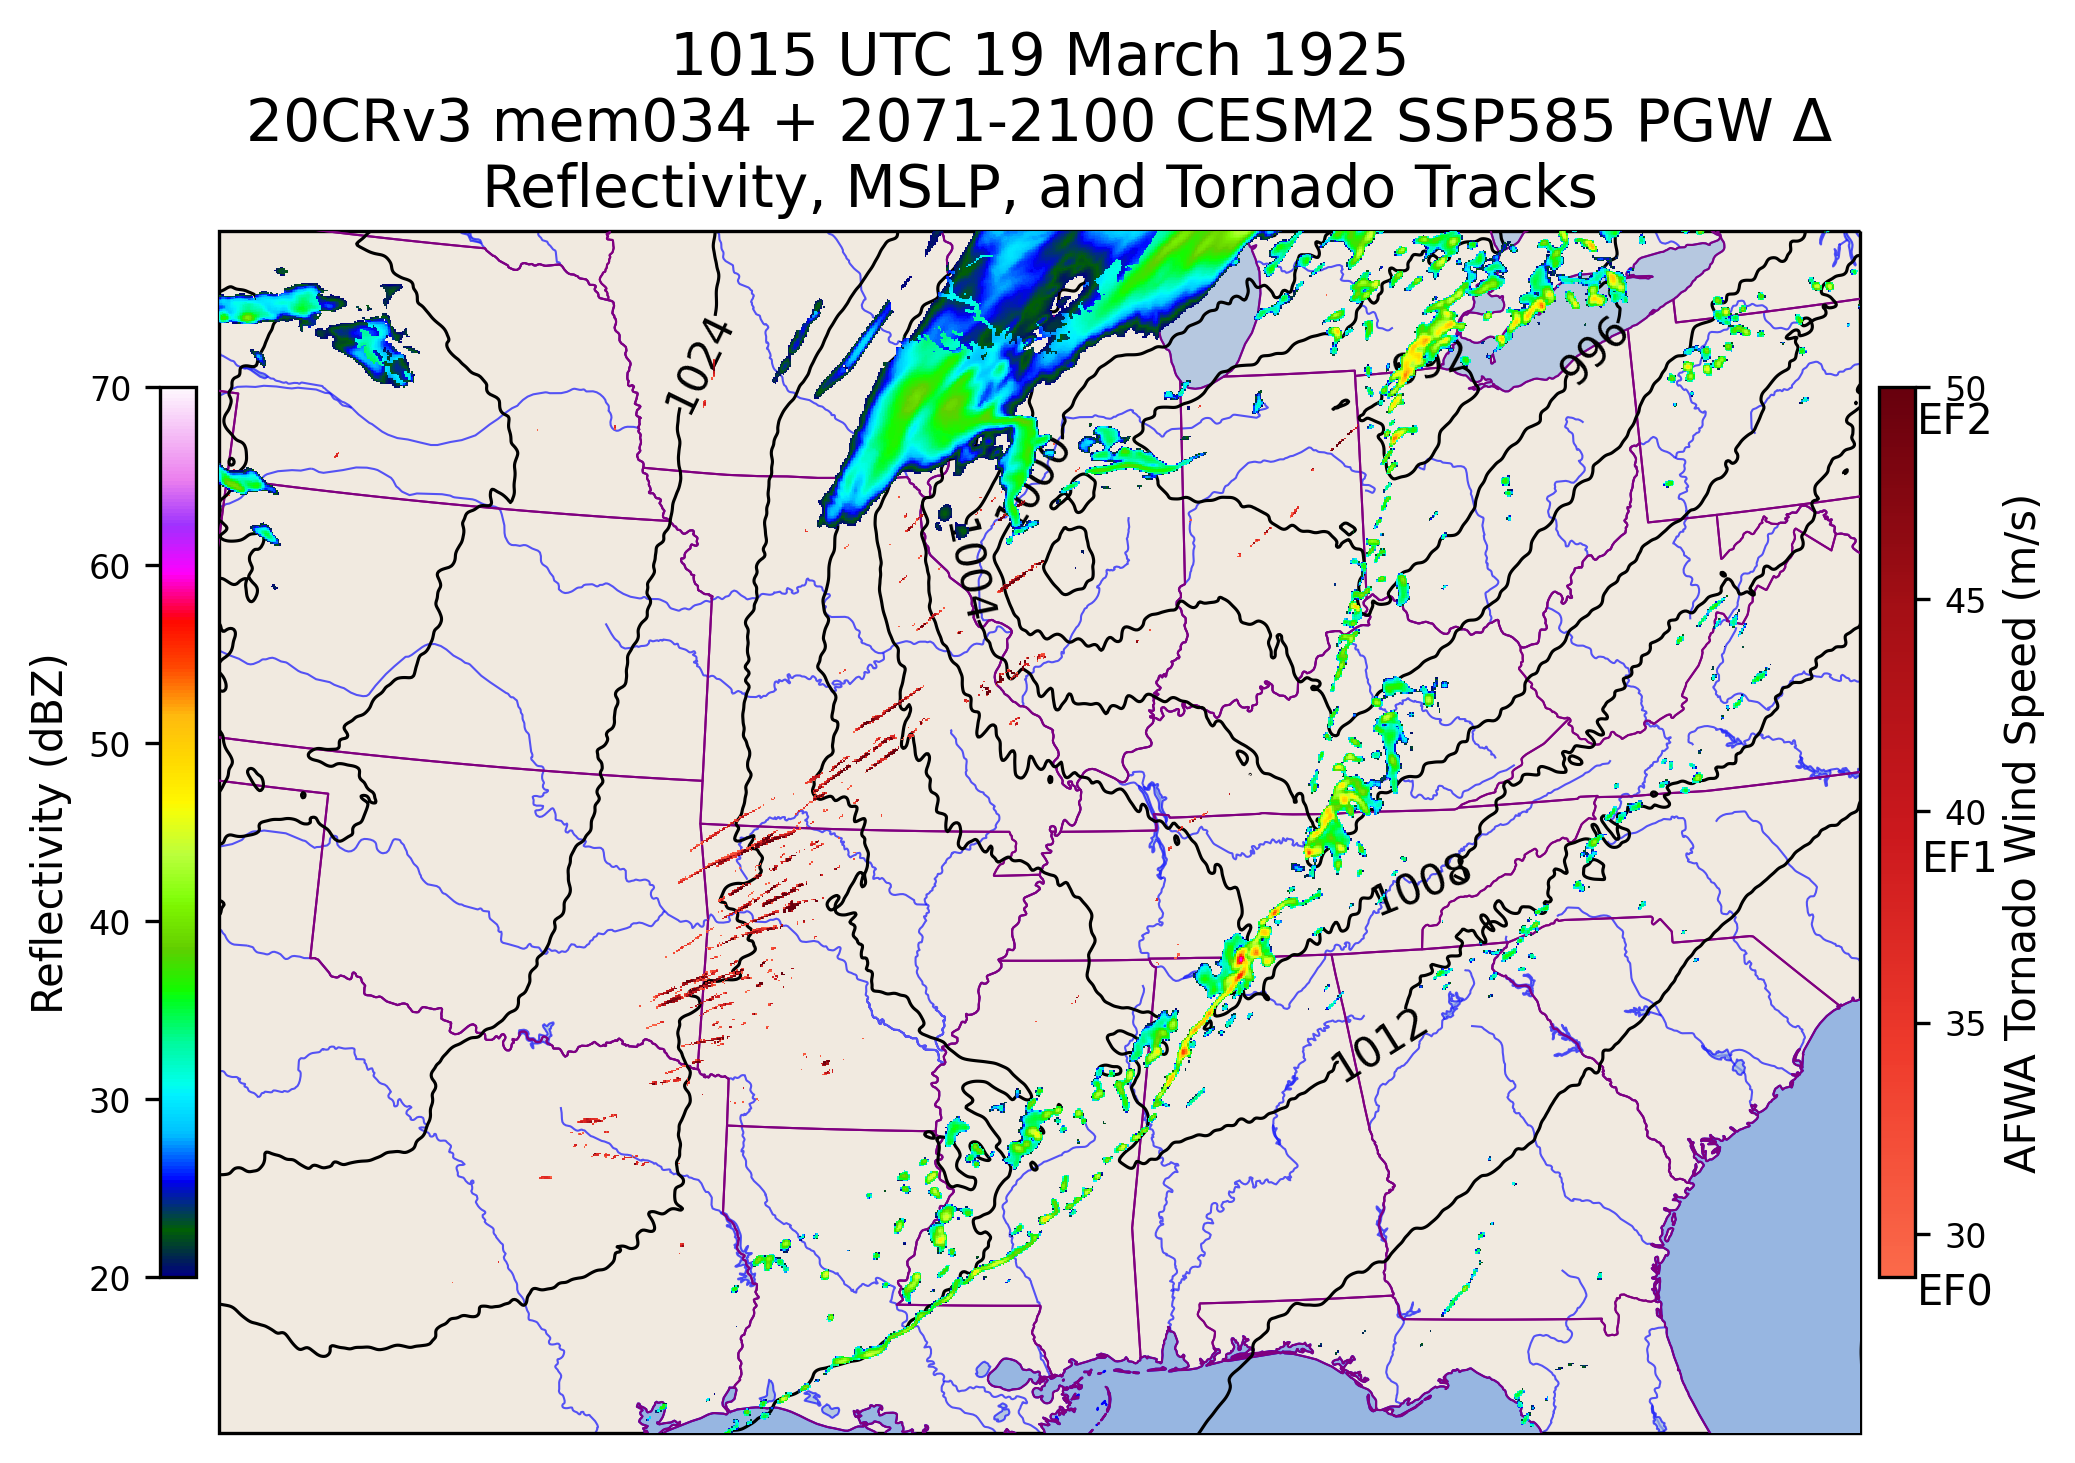 1015 UTC 19 March 1925
20CRv3 mem034 + 2071-2100 CESM2 SSP585 PGW Δ
Reflectivity, MSLP, and Tornado Tracks
Reflectivity (dBZ)
70
60
50
40
30
20
1024
1000
1004
992
996
1008
1012
50
EF2
45
40
EF1
35
30
EF0
AFWA Tornado Wind Speed (m/s)